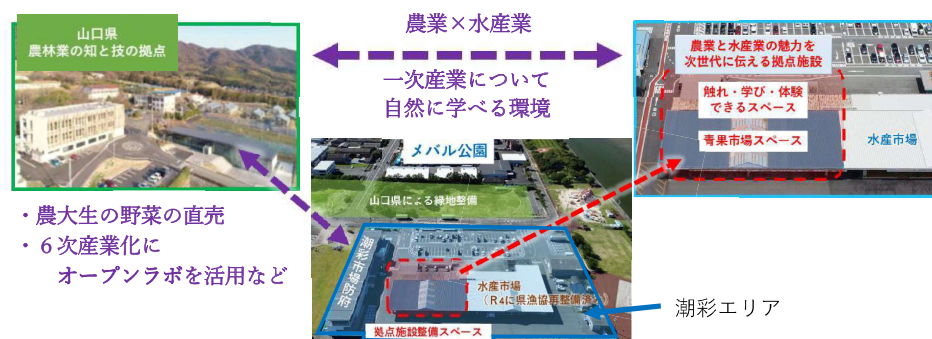 山口県
農林業の知と技の拠点
農業×水産業
一次産業について
自然に学べる環境
農業と水産業の魅力を
次世代に伝える拠点施設
触れ・学び・体験
できるスペース
青果市場スペース
水産市場
・農大生の野菜の直売
・６次産業化に
オープンラボを活用など
メバル公園
山口県による緑地整備
潮彩市場防府
水産市場
（R4に県漁協再整備済み）
拠点施設整備スペース
潮彩エリア